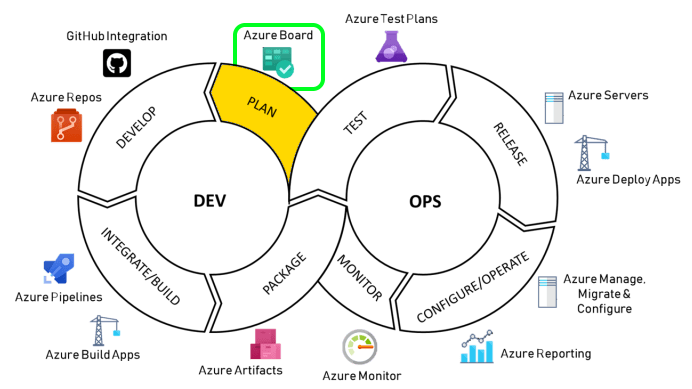 Azure Test Plans
GitHub Integration
Azure Board
Azure Repos
Azure Servers
PLAN
TEST
DEVELOP
RELEASE
Azure Deploy Apps
DEV
OPS
INTEGRATE/BUILD
PACKAGE
MONITOR
CONFIGURE/OPERATE
Azure Pipelines
Azure Manage,
Migrate &
Configure
Azure Build Apps
Azure Artifacts
Azure Monitor
Azure Reporting